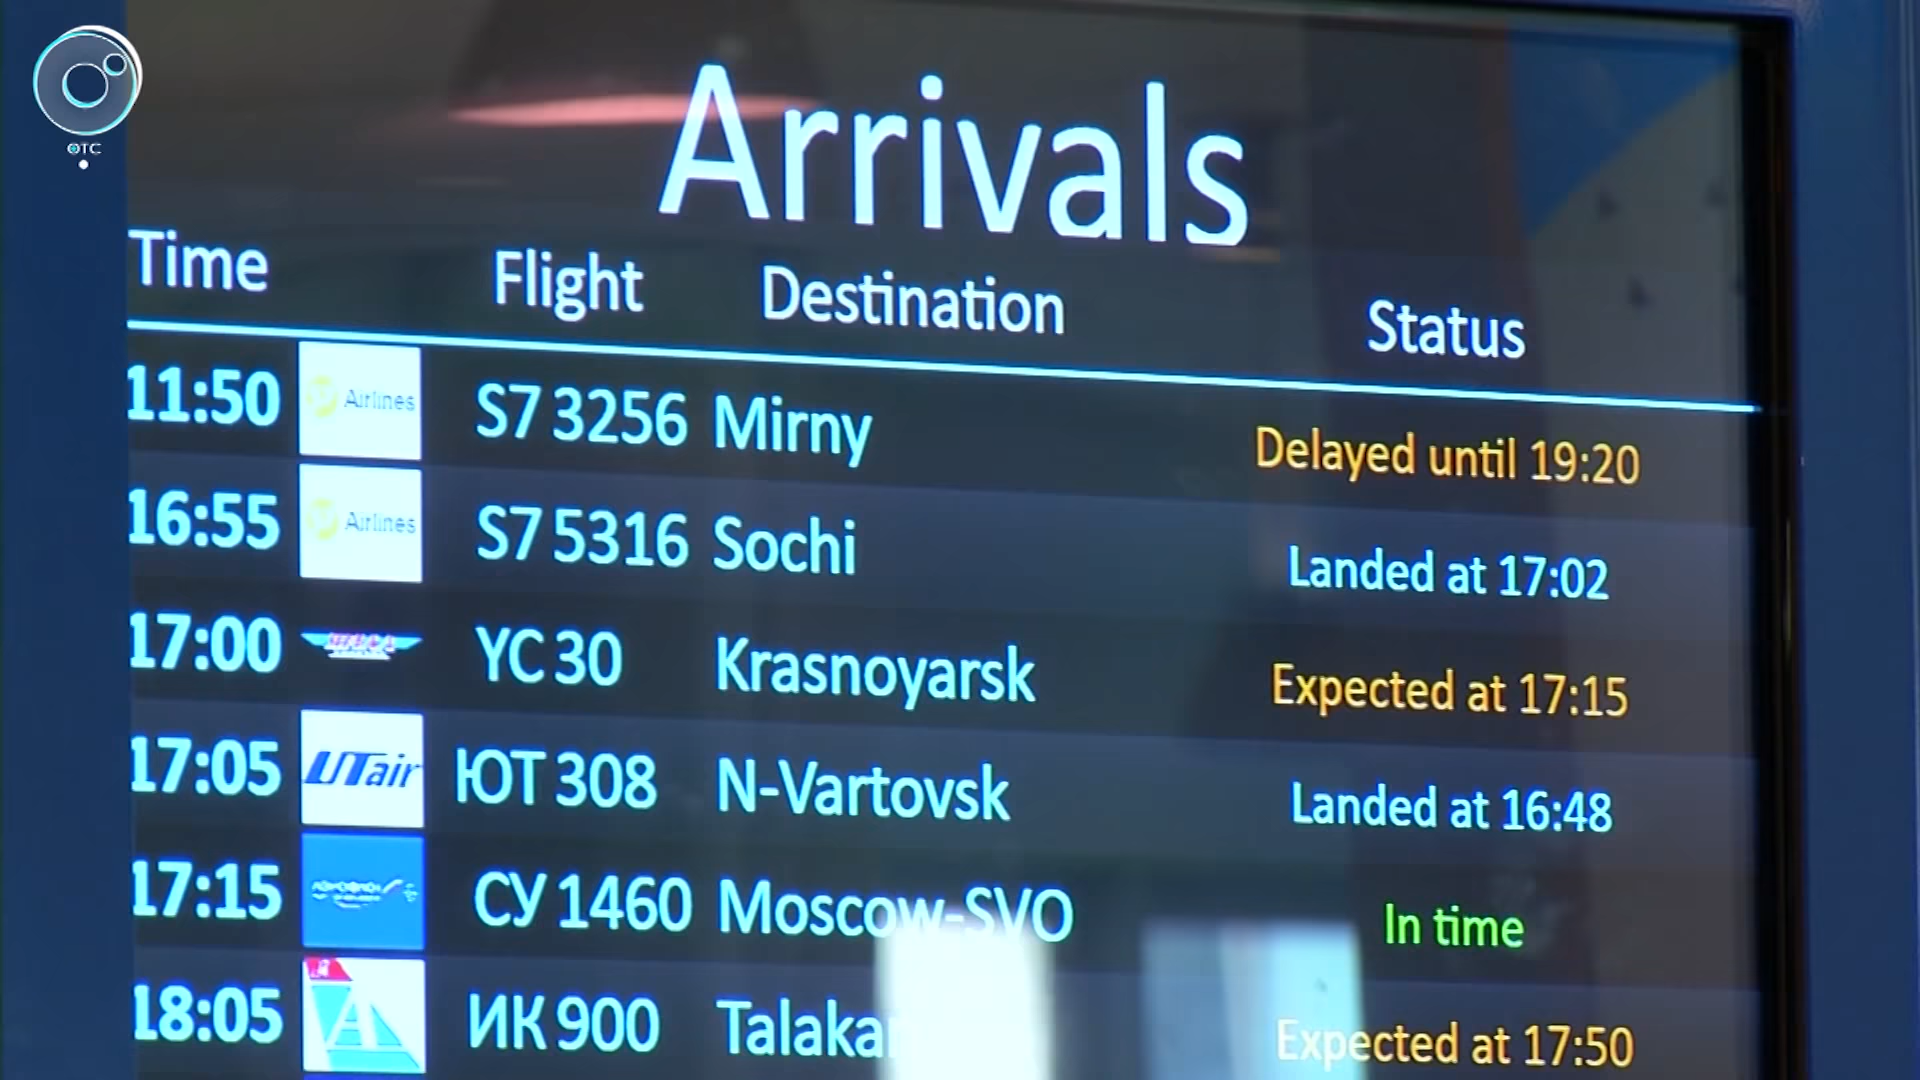 ОТС
Arrivals
Time Flight Destination Status
11:50 Airlines S7 3256 Mirny Delayed until 19:20
16:55 Airlines S7 5316 Sochi Landed at 17:02
17:00 YC 30 Krasnoyarsk Expected at 17:15
17:05 UTair ЮТ 308 N-Vartovsk Landed at 16:48
17:15 СУ 1460 Moscow-SVO In time
18:05 ИК 900 Expected at 17:50